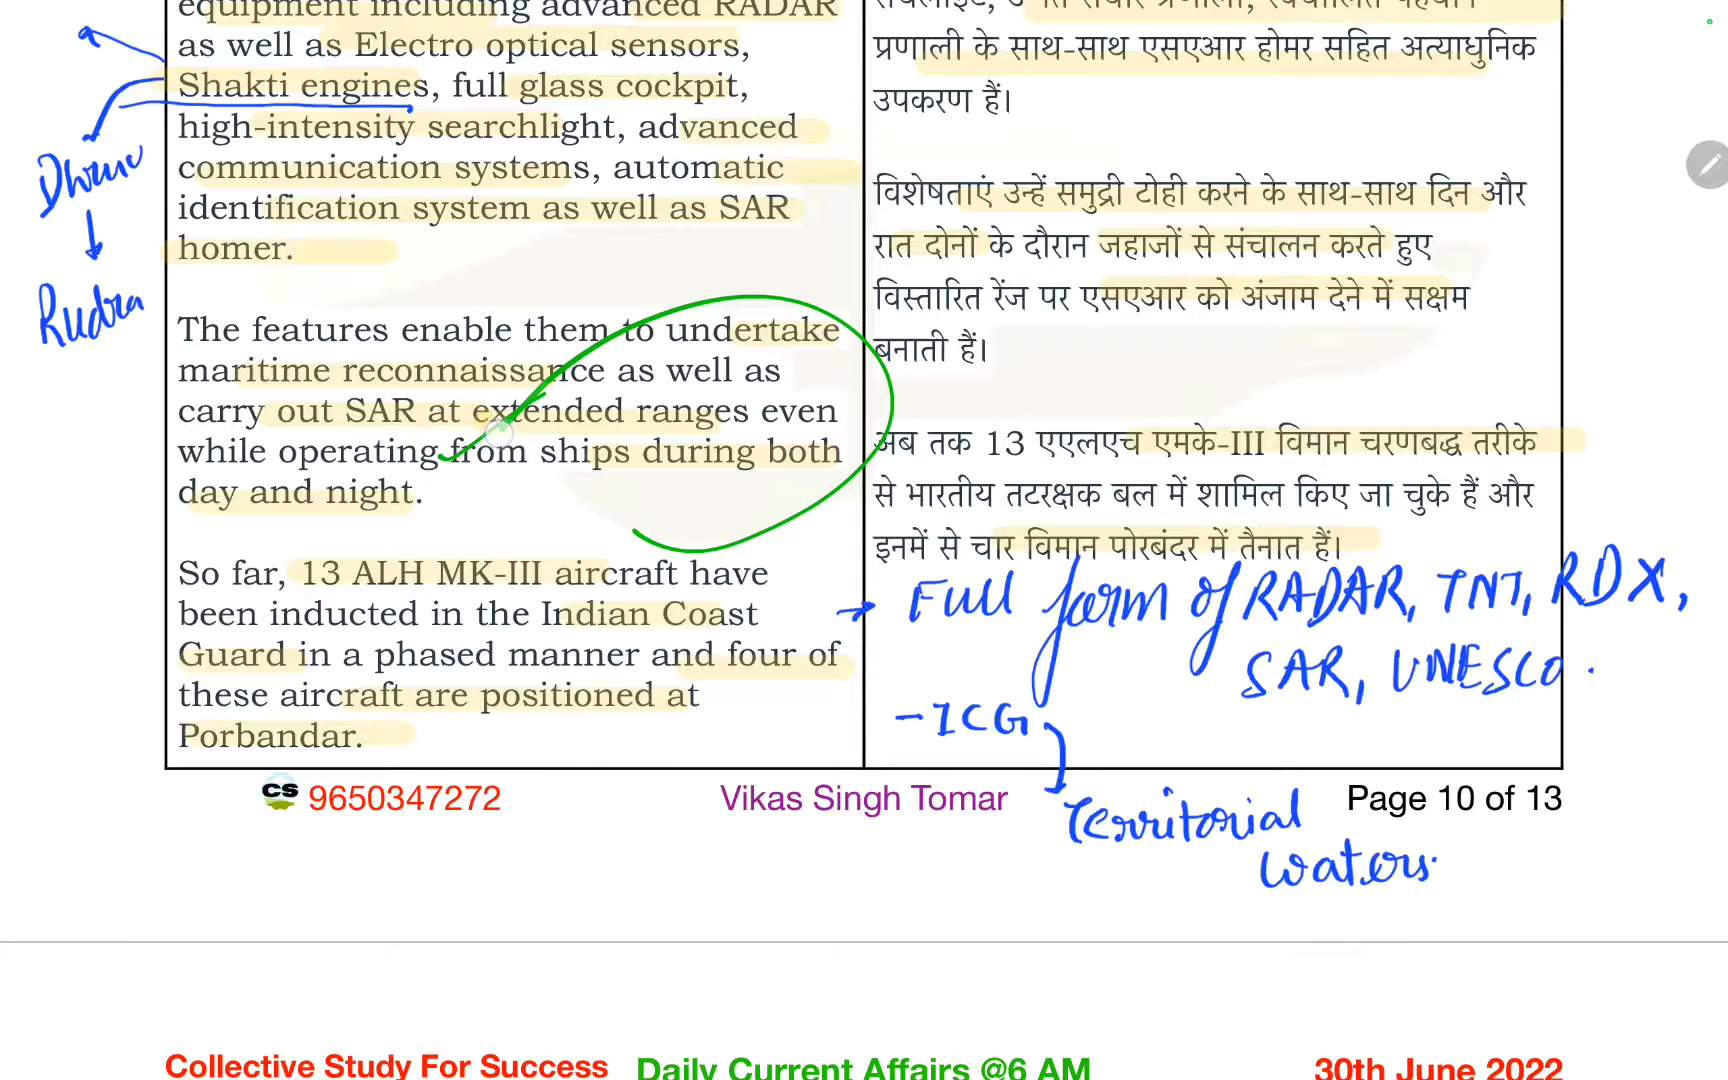 equipment including advanced RADAR
as well as Electro optical sensors,
Shakti engines, full glass cockpit,
high-intensity searchlight, advanced
communication systems, automatic
identification system as well as SAR
homer.
The features enable them to undertake
maritime reconnaissance as well as
carry out SAR at extended ranges even
while operating from ships during both
day and night.
So far, 13 ALH MK-III aircraft have
been inducted in the Indian Coast
Guard in a phased manner and four of
these aircraft are positioned at
Porbandar.
Rudra
प्रणाली के साथ-साथ एसएआर होमर सहित अत्याधुनिक
उपकरण हैं।
विशेषताएं उन्हें समुद्री टोही करने के साथ-साथ दिन और
रात दोनों के दौरान जहाजों से संचालन करते हुए
विस्तारित रेंज पर एसएआर को अंजाम देने में सक्षम
बनाती हैं।
अब तक 13 एएलएच एमके-III विमान चरणबद्ध तरीके
से भारतीय तटरक्षक बल में शामिल किए जा चुके हैं और
इनमें से चार विमान पोरबंदर में तैनात हैं।
→ Full form of RADAR, TNT, RDX,
SAR, UNESCO.
- ICG
Territorial
waters.
CS 9650347272 Vikas Singh Tomar Page 10 of 13
Collective Study For Success Daily Current Affairs @6 AM 30th June 2022